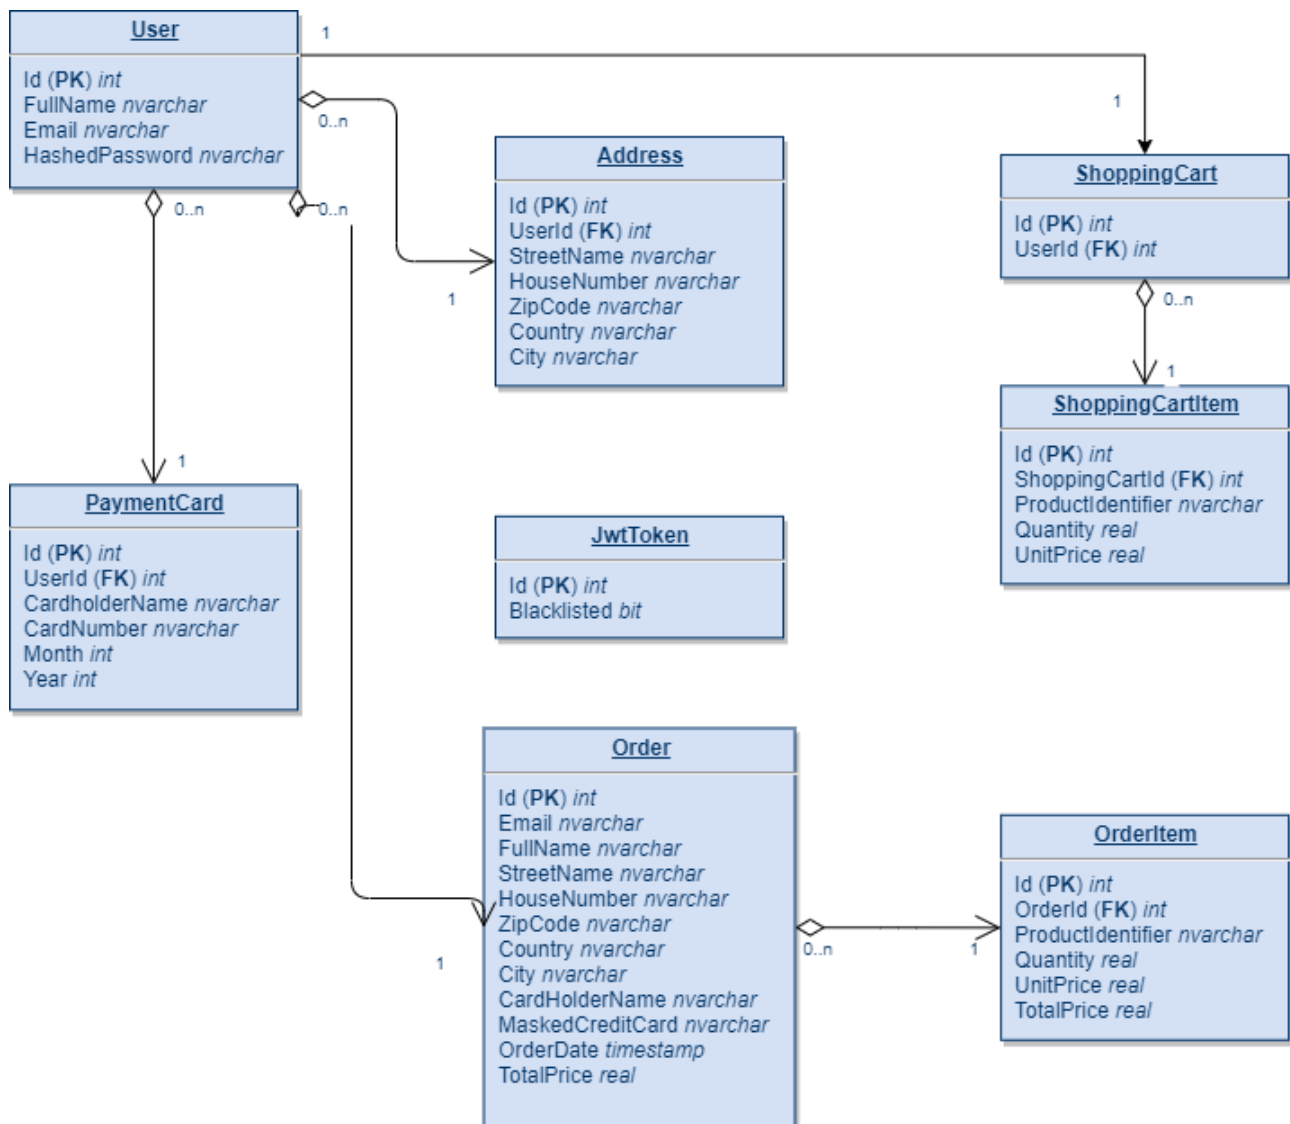 User
Id (PK) int
FullName nvarchar
Email nvarchar
HashedPassword nvarchar
1
1
0..n
0..n
0..n
Address
Id (PK) int
UserId (FK) int
StreetName nvarchar
HouseNumber nvarchar
ZipCode nvarchar
Country nvarchar
City nvarchar
1
ShoppingCart
Id (PK) int
UserId (FK) int
0..n
1
ShoppingCartItem
Id (PK) int
ShoppingCartId (FK) int
ProductIdentifier nvarchar
Quantity real
UnitPrice real
1
PaymentCard
Id (PK) int
UserId (FK) int
CardholderName nvarchar
CardNumber nvarchar
Month int
Year int
JwtToken
Id (PK) int
Blacklisted bit
Order
Id (PK) int
Email nvarchar
FullName nvarchar
StreetName nvarchar
HouseNumber nvarchar
ZipCode nvarchar
Country nvarchar
City nvarchar
CardHolderName nvarchar
MaskedCreditCard nvarchar
OrderDate timestamp
TotalPrice real
1
0..n
1
OrderItem
Id (PK) int
OrderId (FK) int
ProductIdentifier nvarchar
Quantity real
UnitPrice real
TotalPrice real